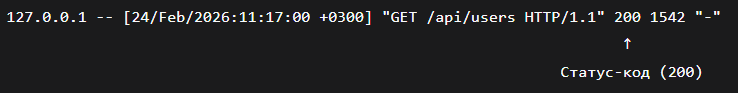 127.0.0.1 -- [24/Feb/2026:11:17:00 +0300] "GET /api/users HTTP/1.1" 200 1542 "-"
↑
Статус-код (200)